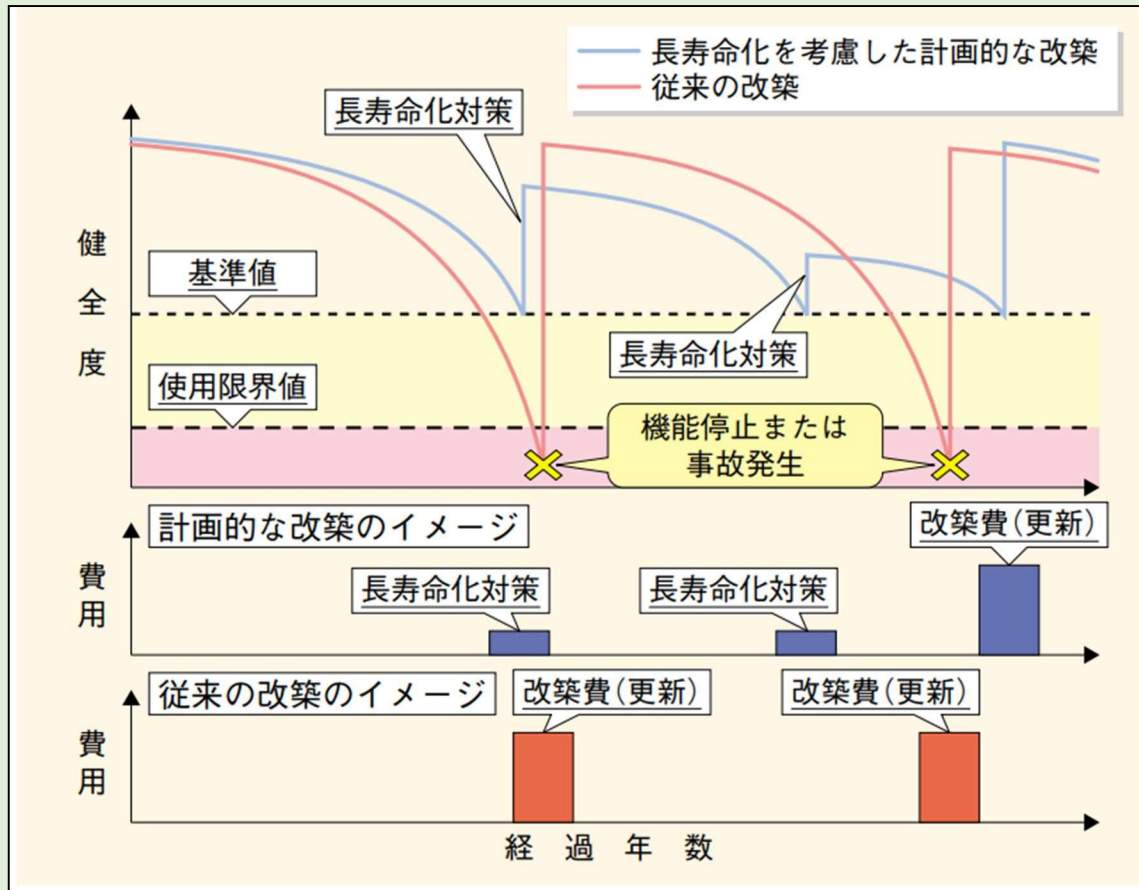 長寿命化を考慮した計画的な改築
従来の改築
長寿命化対策
健全度
基準値
長寿命化対策
使用限界値
機能停止または
事故発生
計画的な改築のイメージ
改築費(更新)
費用
長寿命化対策
長寿命化対策
従来の改築のイメージ
改築費(更新)
改築費(更新)
費用
経過年数